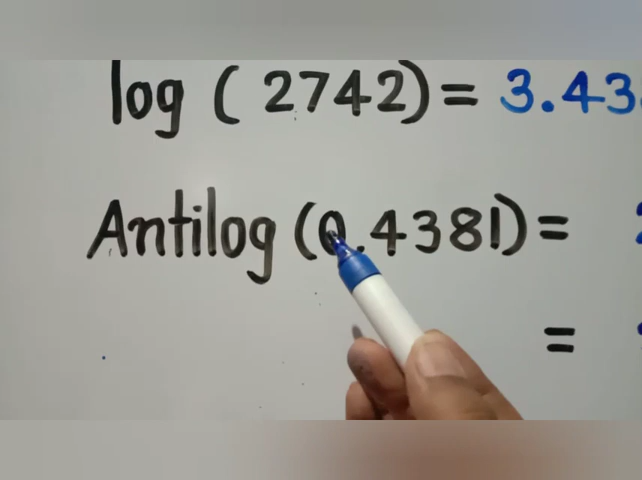 log ( 2742) = 3.43
Antilog (0.4381) =
=